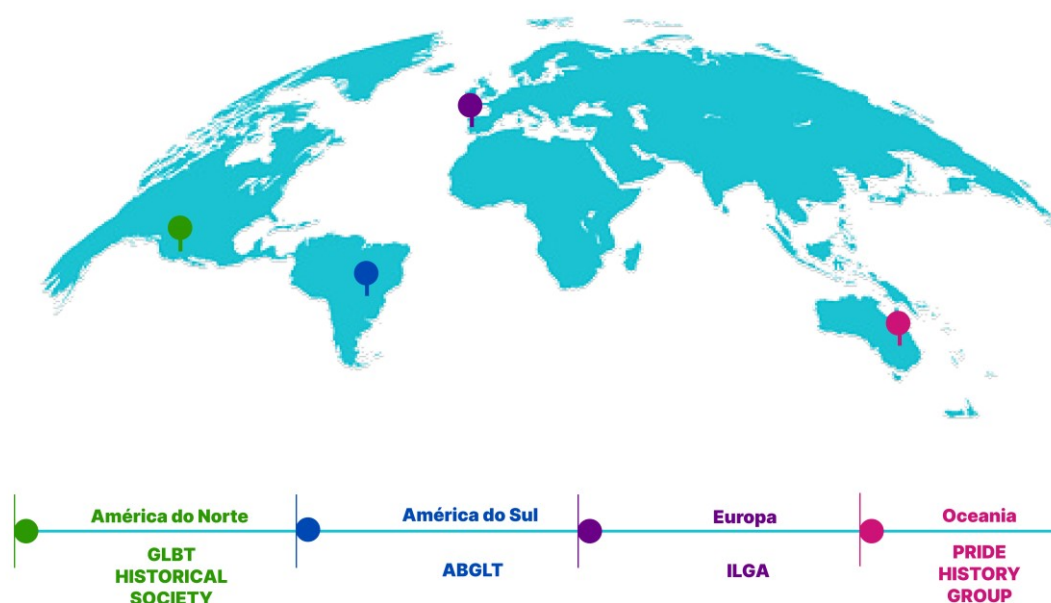 América do Norte
GLBT
HISTORICAL
SOCIETY
América do Sul
ABGLT
Europa
ILGA
Oceania
PRIDE
HISTORY
GROUP